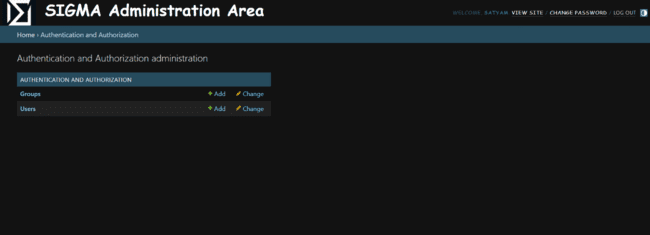 SIGMA Administration Area
WELCOME, SATYAM. VIEW SITE / CHANGE PASSWORD / LOG OUT
Home › Authentication and Authorization
Authentication and Authorization administration
AUTHENTICATION AND AUTHORIZATION
Groups + Add Change
Users + Add Change